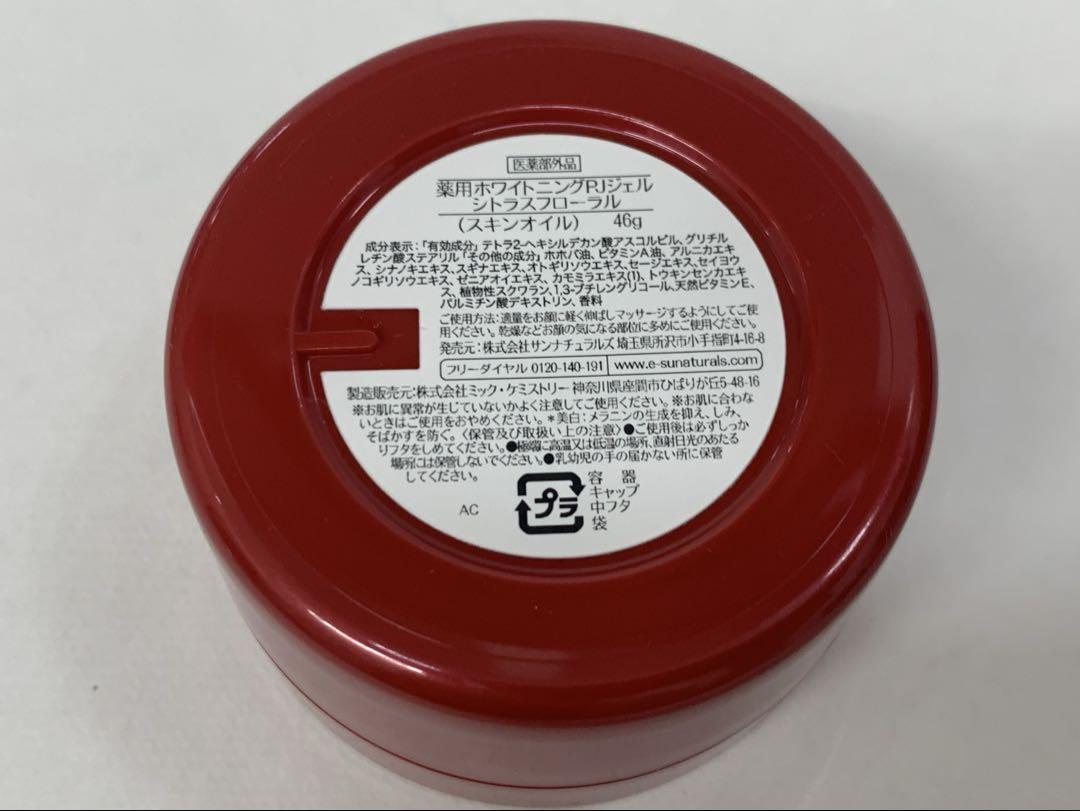 医薬部外品
薬用ホワイトニングPJジェル
シトラスフローラル
(スキンオイル) 46g
成分表示:「有効成分」テトラ2-ヘキシルデカン酸アスコルビル、グリチル
レチン酸ステアリル「その他の成分」ホホバ油、ビタミンA油、アルニカエキ
ス、シナノキエキス、スギナエキス、オトギリソウエキス、セージエキス、セイヨウ
ノコギリソウエキス、ゼニアオイエキス、カモミラエキス(1)、トウキンセンカエキ
ス、植物性スクワラン、1,3-ブチレングリコール、天然ビタミンE、
パルミチン酸デキストリン、香料
ご使用方法:適量をお顔に軽く伸ばしマッサージするようにしてご使
用ください。乾燥などお顔の気になる部位に多めにご使用ください。
発売元:株式会社サンナチュラルズ 埼玉県所沢市小手指町4-16-8
フリーダイヤル 0120-140-191 www.e-sunaturals.com
製造販売元:株式会社ミック・ケミストリー 神奈川県座間市ひばりが丘5-48-16
※お肌に異常が生じていないかよく注意してご使用ください。※お肌に合わな
いときはご使用をおやめください。*美白:メラニンの生成を抑え、しみ、
そばかすを防ぐ。〈保管及び取扱い上の注意〉●ご使用後は必ずしっか
りフタをしめてください。●極端に高温又は低温の場所、直射日光のあたる
場所には保管しないでください。●乳幼児の手の届かない所に保管
してください。
AC
プラ
容器
キャップ
中フタ
袋